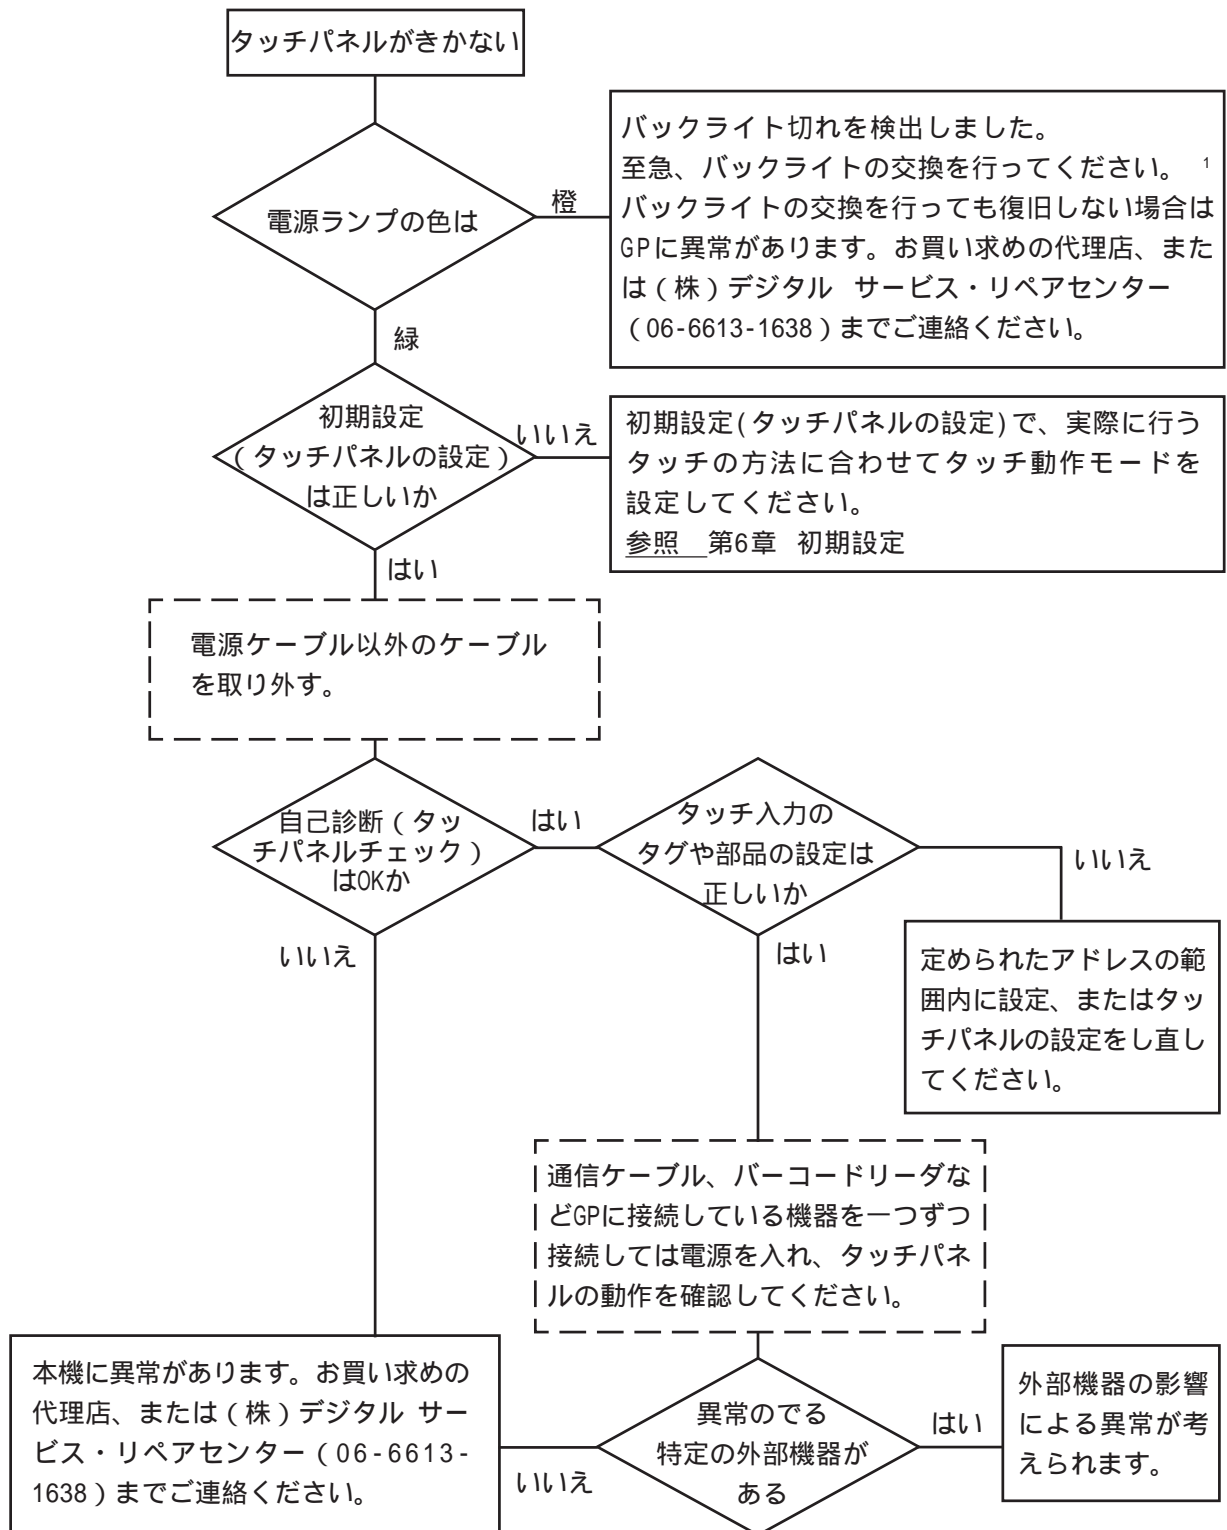 タッチパネルがきかない
電源ランプの色は
橙
バックライト切れを検出しました。
至急、バックライトの交換を行ってください。 1
バックライトの交換を行っても復旧しない場合は
GPに異常があります。お買い求めの代理店、また
は(株)デジタル サービス・リペアセンター
(06-6613-1638)までご連絡ください。
緑
初期設定
(タッチパネルの設定)
は正しいか
いいえ
初期設定(タッチパネルの設定)で、実際に行う
タッチの方法に合わせてタッチ動作モードを
設定してください。
参照 第6章 初期設定
はい
電源ケーブル以外のケーブル
を取り外す。
自己診断(タッ
チパネルチェック)
はOKか
はい
タッチ入力の
タグや部品の設定は
正しいか
いいえ
いいえ
はい
定められたアドレスの範
囲内に設定、またはタッ
チパネルの設定をし直し
てください。
通信ケーブル、バーコードリーダな
どGPに接続している機器を一つずつ
接続しては電源を入れ、タッチパネ
ルの動作を確認してください。
本機に異常があります。お買い求めの
代理店、または(株)デジタル サー
ビス・リペアセンター(06-6613-
1638)までご連絡ください。
いいえ
異常のでる
特定の外部機器が
ある
はい
外部機器の影響
による異常が考
えられます。